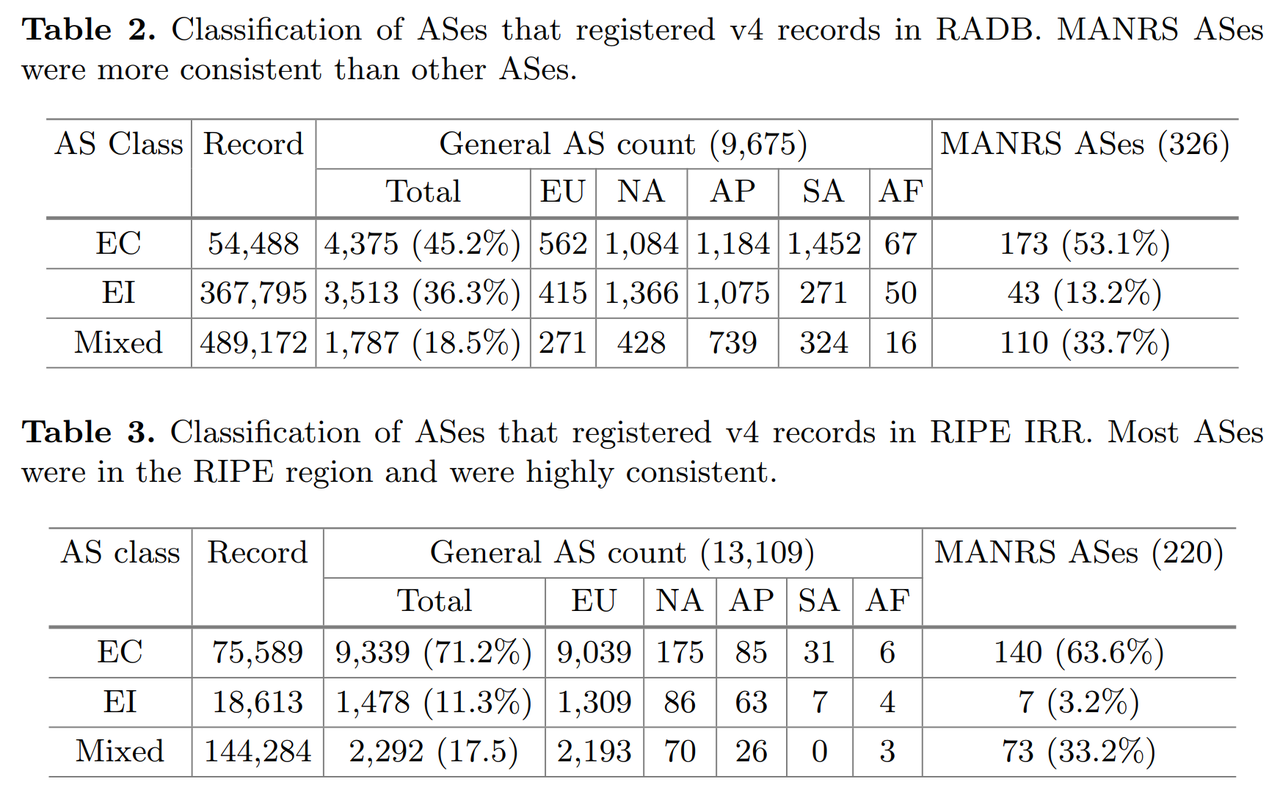 Table 2. Classification of ASes that registered v4 records in RADB. MANRS ASes
were more consistent than other ASes.
AS Class Record General AS count (9,675) MANRS ASes (326)
Total EU NA AP SA AF
EC 54,488 4,375 (45.2%) 562 1,084 1,184 1,452 67 173 (53.1%)
EI 367,795 3,513 (36.3%) 415 1,366 1,075 271 50 43 (13.2%)
Mixed 489,172 1,787 (18.5%) 271 428 739 324 16 110 (33.7%)
Table 3. Classification of ASes that registered v4 records in RIPE IRR. Most ASes
were in the RIPE region and were highly consistent.
AS class Record General AS count (13,109) MANRS ASes (220)
Total EU NA AP SA AF
EC 75,589 9,339 (71.2%) 9,039 175 85 31 6 140 (63.6%)
EI 18,613 1,478 (11.3%) 1,309 86 63 7 4 7 (3.2%)
Mixed 144,284 2,292 (17.5) 2,193 70 26 0 3 73 (33.2%)